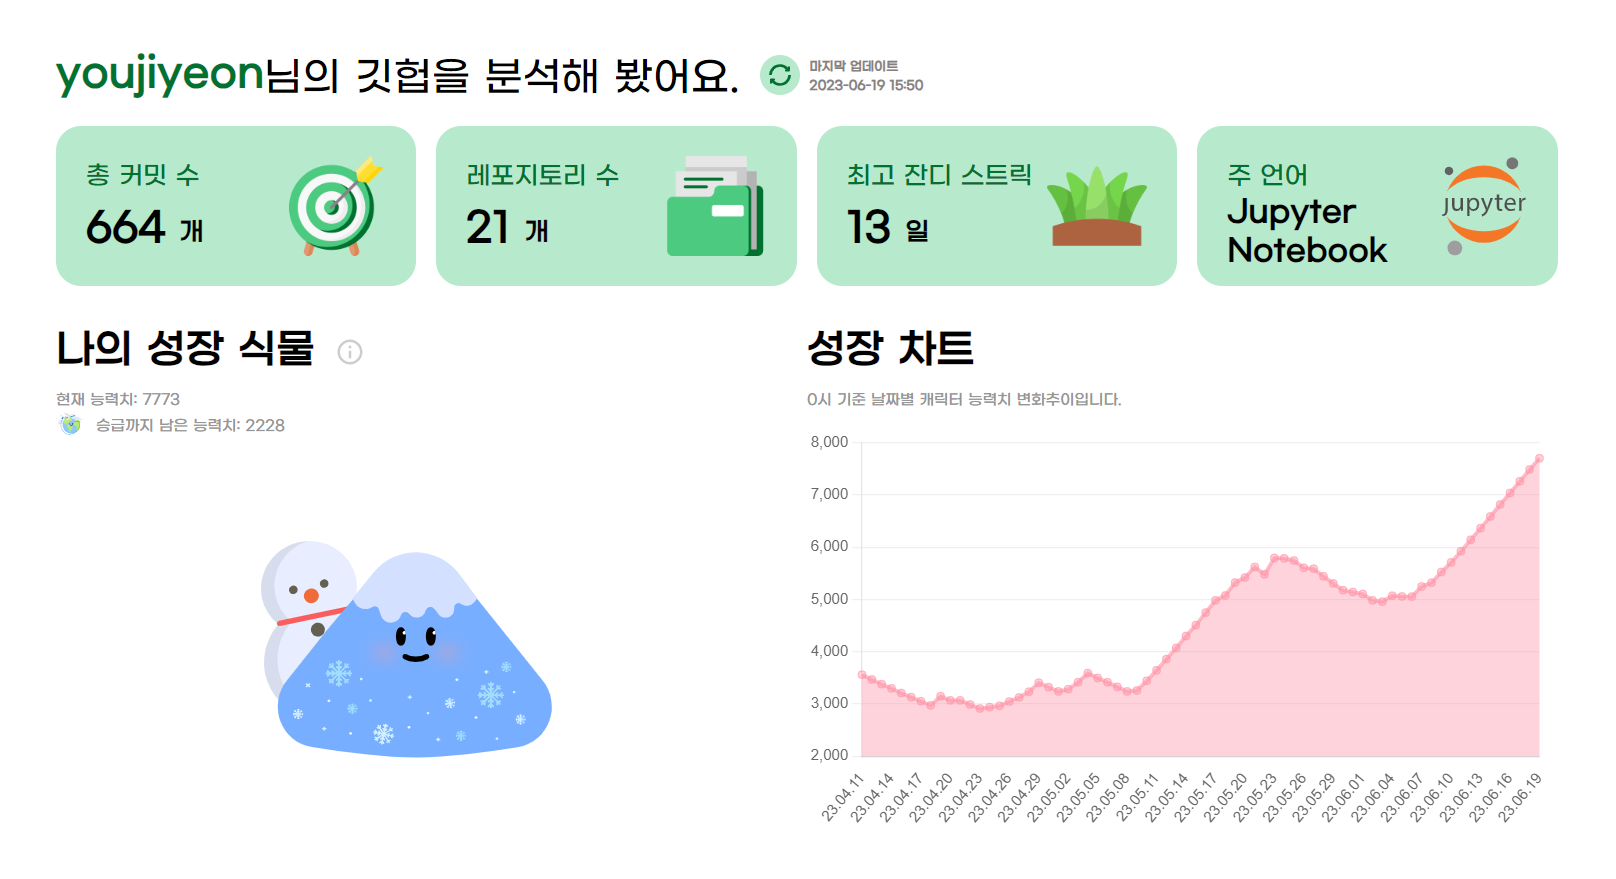 youjiyeon님의 깃헙을 분석해 봤어요.
마지막 업데이트
2023-06-19 15:50
총 커밋 수
664 개
레포지토리 수
21 개
최고 잔디 스트릭
13 일
주 언어
Jupyter
Notebook
jupyter
나의 성장 식물
현재 능력치: 7773
승급까지 남은 능력치: 2228
성장 차트
0시 기준 날짜별 캐릭터 능력치 변화추이입니다.
8,000
7,000
6,000
5,000
4,000
3,000
2,000
23.04.11
23.04.14
23.04.17
23.04.20
23.04.23
23.04.26
23.04.29
23.05.02
23.05.05
23.05.08
23.05.11
23.05.14
23.05.17
23.05.20
23.05.23
23.05.26
23.05.29
23.06.01
23.06.04
23.06.07
23.06.10
23.06.13
23.06.16
23.06.19